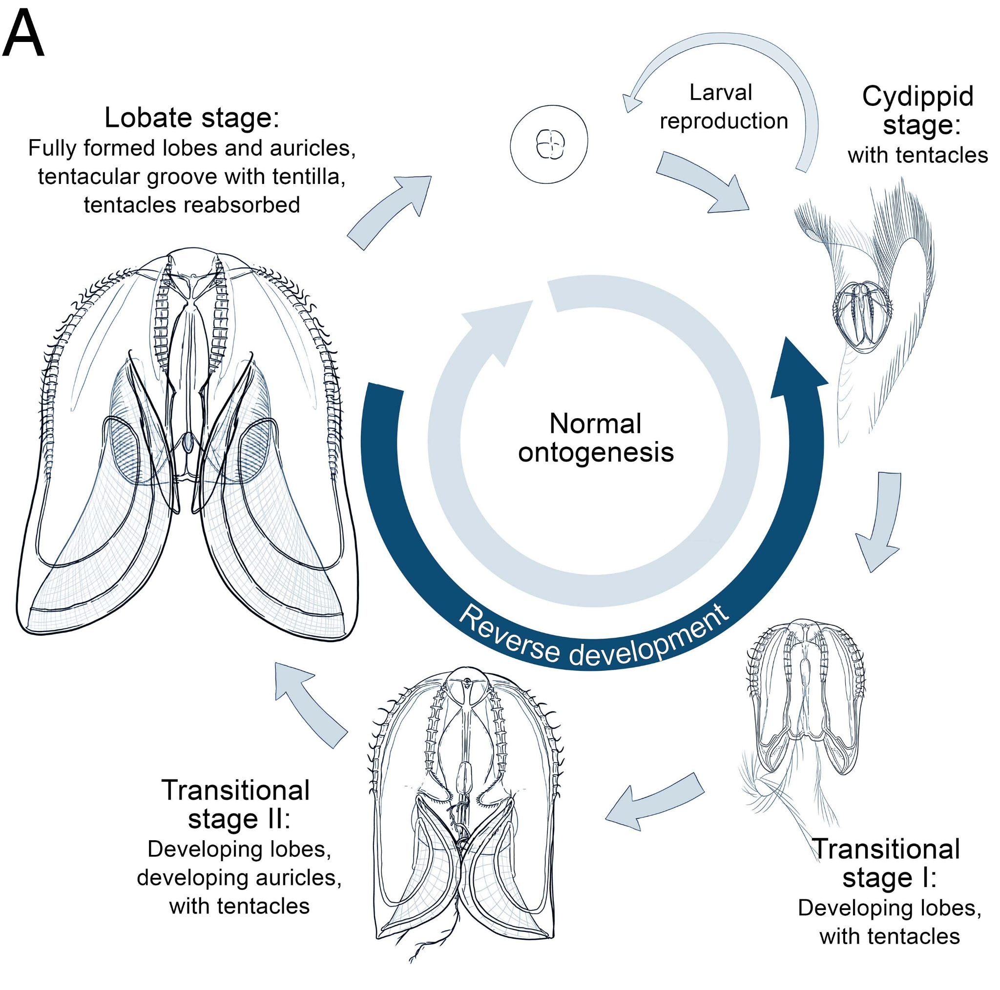 A
Larval
reproduction
Cydippid
stage:
with tentacles
Lobate stage:
Fully formed lobes and auricles,
tentacular groove with tentilla,
tentacles reabsorbed
Normal
ontogenesis
Reverse development
Transitional
stage II:
Developing lobes,
developing auricles,
with tentacles
Transitional
stage I:
Developing lobes,
with tentacles